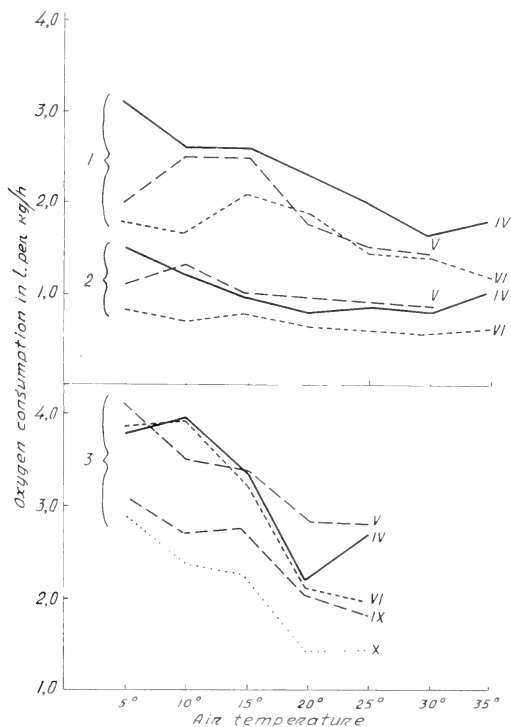 4,0
3,0
2,0
1,0
1
2
IV
V
VI
V
IV
VI
4,0
3,0
2,0
1,0
3
V
IV
VI
IX
X
5° 10° 15° 20° 25° 30° 35°
Air temperature
Oxygen consumption in l. pen kg/h